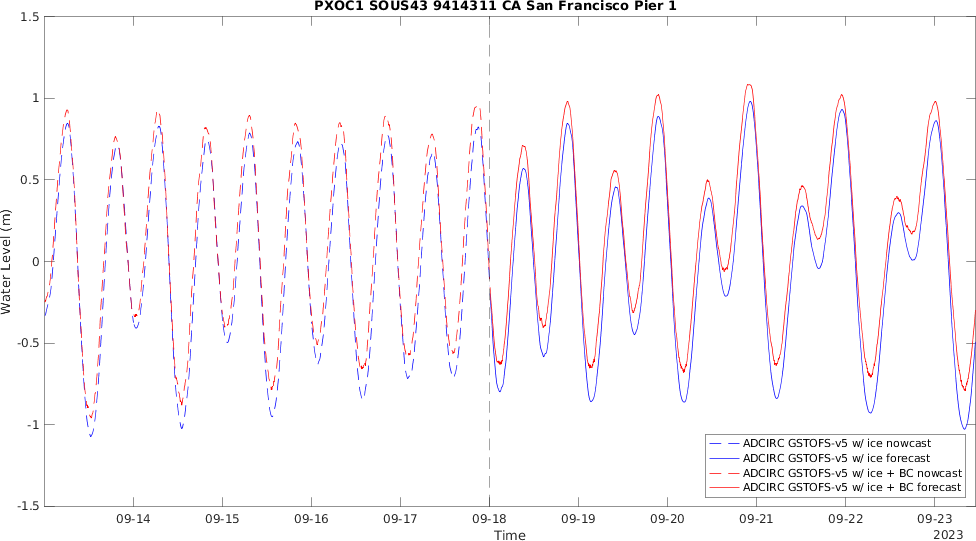 PXOC1 SOUS43 9414311 CA San Francisco Pier 1
1.5
1
0.5
0
-0.5
-1
-1.5
Water Level (m)
ADCIRC GSTOFS-v5 w/ ice nowcast
ADCIRC GSTOFS-v5 w/ ice forecast
ADCIRC GSTOFS-v5 w/ ice + BC nowcast
ADCIRC GSTOFS-v5 w/ ice + BC forecast
09-14 09-15 09-16 09-17 09-18 09-19 09-20 09-21 09-22 09-23
Time
2023